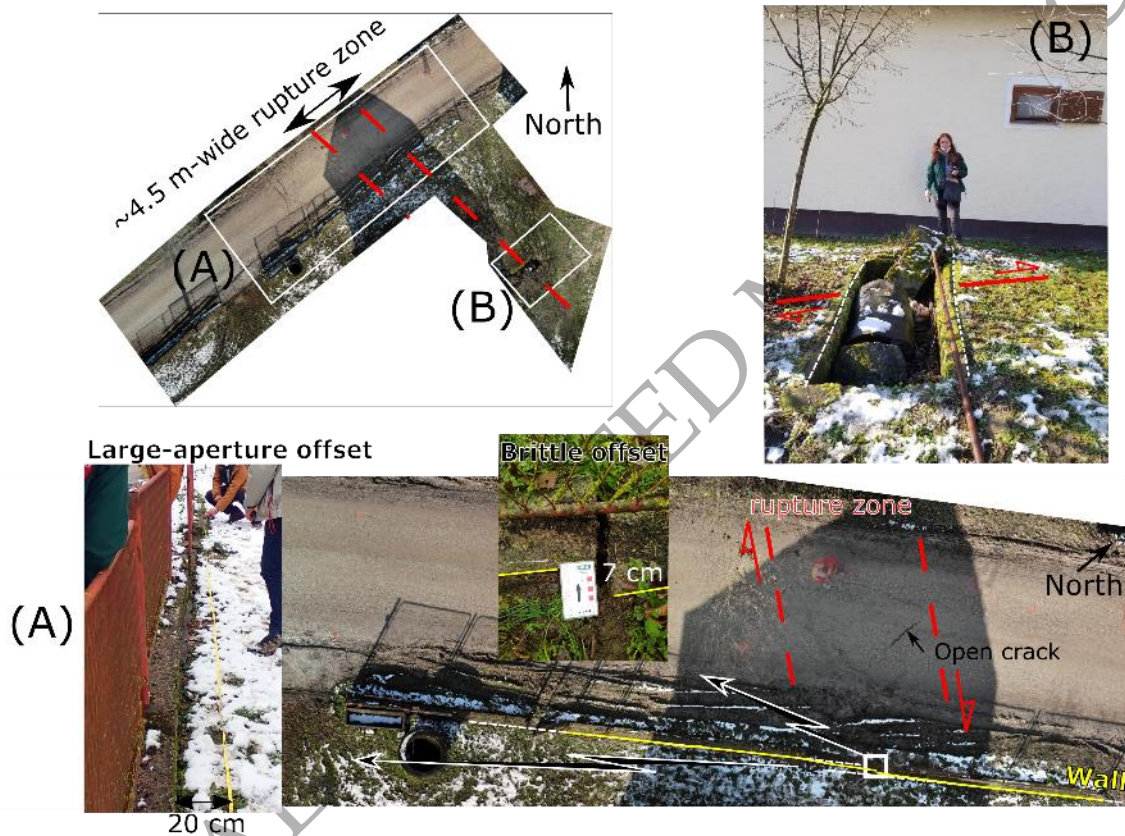 (B)
~4.5 m-wide rupture zone
North
(A)
(B)
Large-aperture offset
Brittle offset
rupture zone
7 cm
North
(A)
Open crack
Wall
20 cm